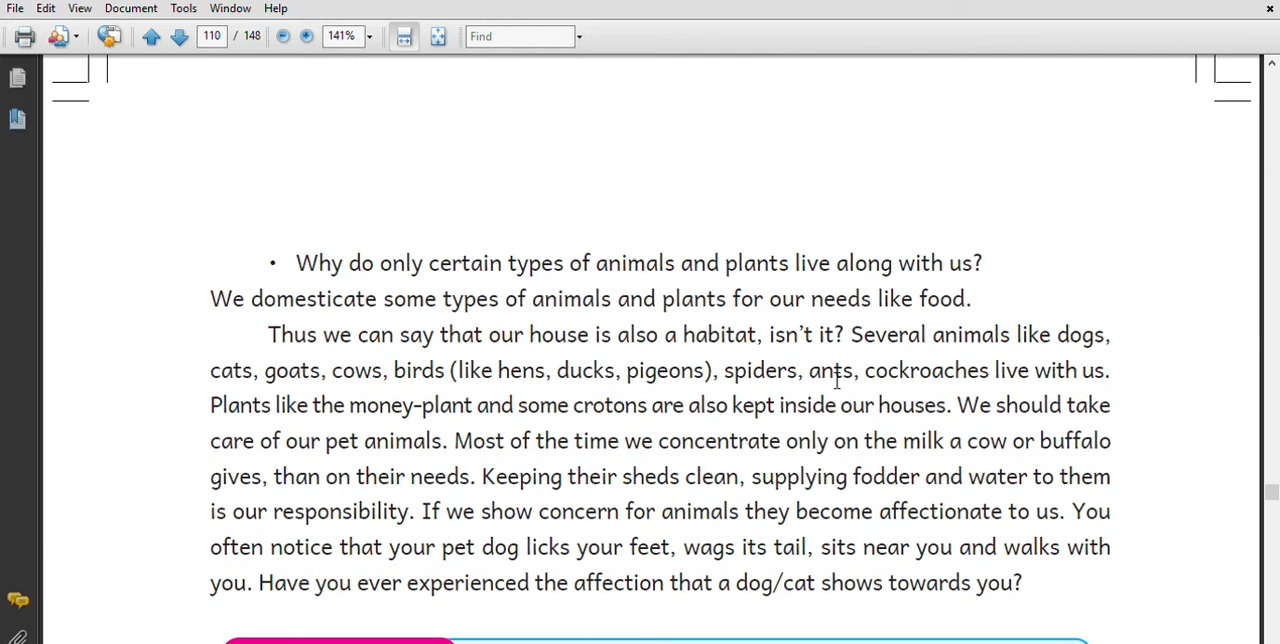 File Edit View Document Tools Window Help
110 / 148 141% Find
• Why do only certain types of animals and plants live along with us?
We domesticate some types of animals and plants for our needs like food.
Thus we can say that our house is also a habitat, isn't it? Several animals like dogs,
cats, goats, cows, birds (like hens, ducks, pigeons), spiders, ants, cockroaches live with us.
Plants like the money-plant and some crotons are also kept inside our houses. We should take
care of our pet animals. Most of the time we concentrate only on the milk a cow or buffalo
gives, than on their needs. Keeping their sheds clean, supplying fodder and water to them
is our responsibility. If we show concern for animals they become affectionate to us. You
often notice that your pet dog licks your feet, wags its tail, sits near you and walks with
you. Have you ever experienced the affection that a dog/cat shows towards you?